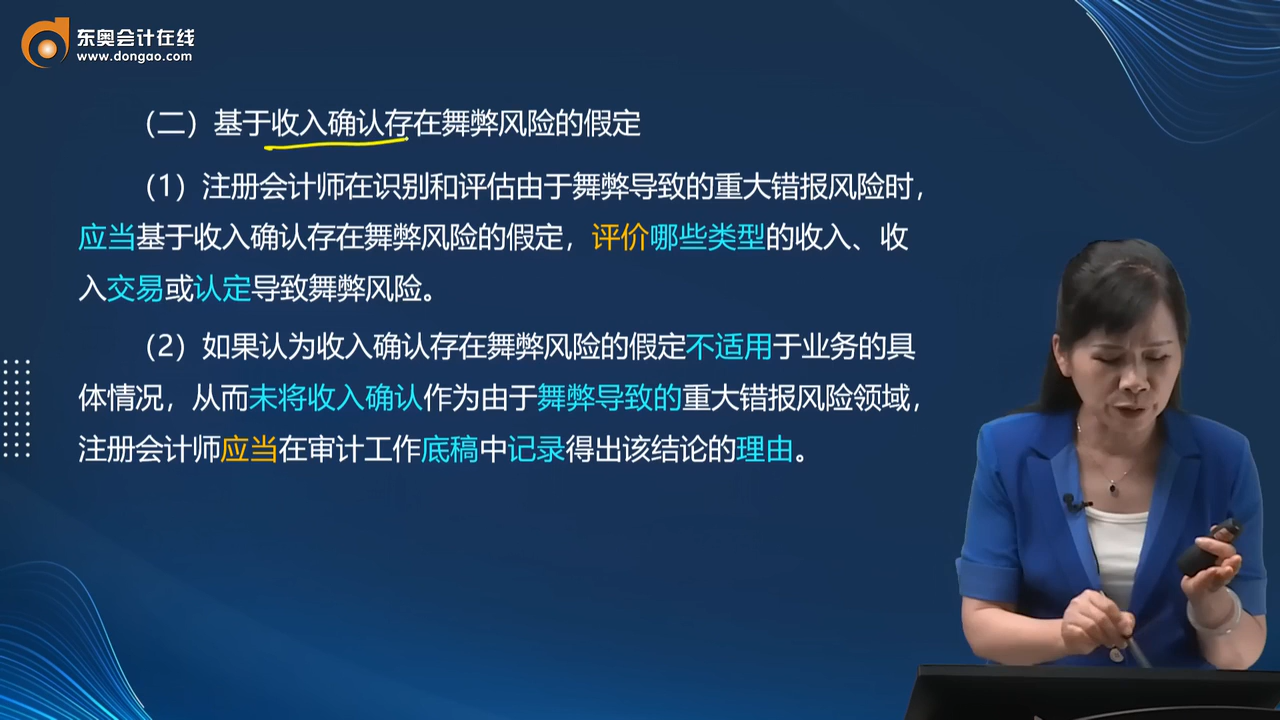 东奥会计在线
www.dongao.com
（二）基于收入确认存在舞弊风险的假定
（1）注册会计师在识别和评估由于舞弊导致的重大错报风险时，
应当基于收入确认存在舞弊风险的假定，评价哪些类型的收入、收
入交易或认定导致舞弊风险。
（2）如果认为收入确认存在舞弊风险的假定不适用于业务的具
体情况，从而未将收入确认作为由于舞弊导致的重大错报风险领域，
注册会计师应当在审计工作底稿中记录得出该结论的理由。